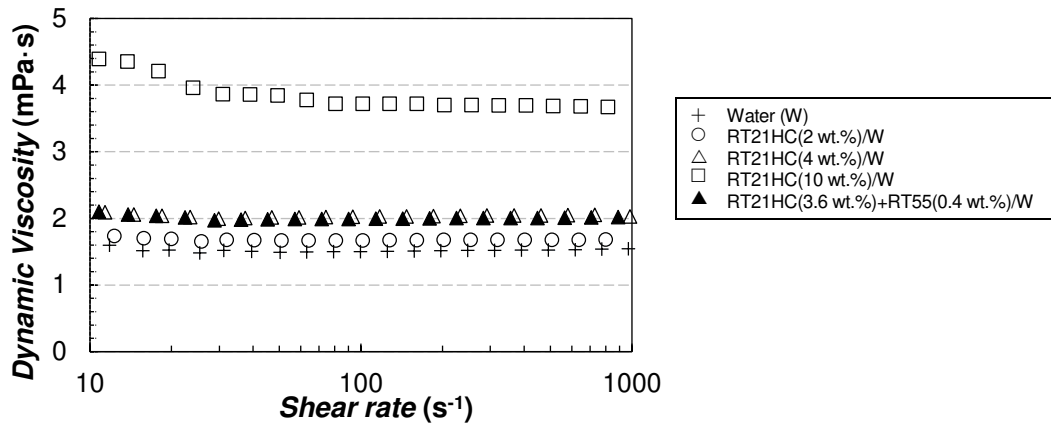 5
4
3
2
1
0
Dynamic Viscosity (mPa·s)
10
100
1000
Shear rate (s⁻¹)
Water (W)
RT21HC(2 wt.%)/W
RT21HC(4 wt.%)/W
RT21HC(10 wt.%)/W
RT21HC(3.6 wt.%)+RT55(0.4 wt.%)/W